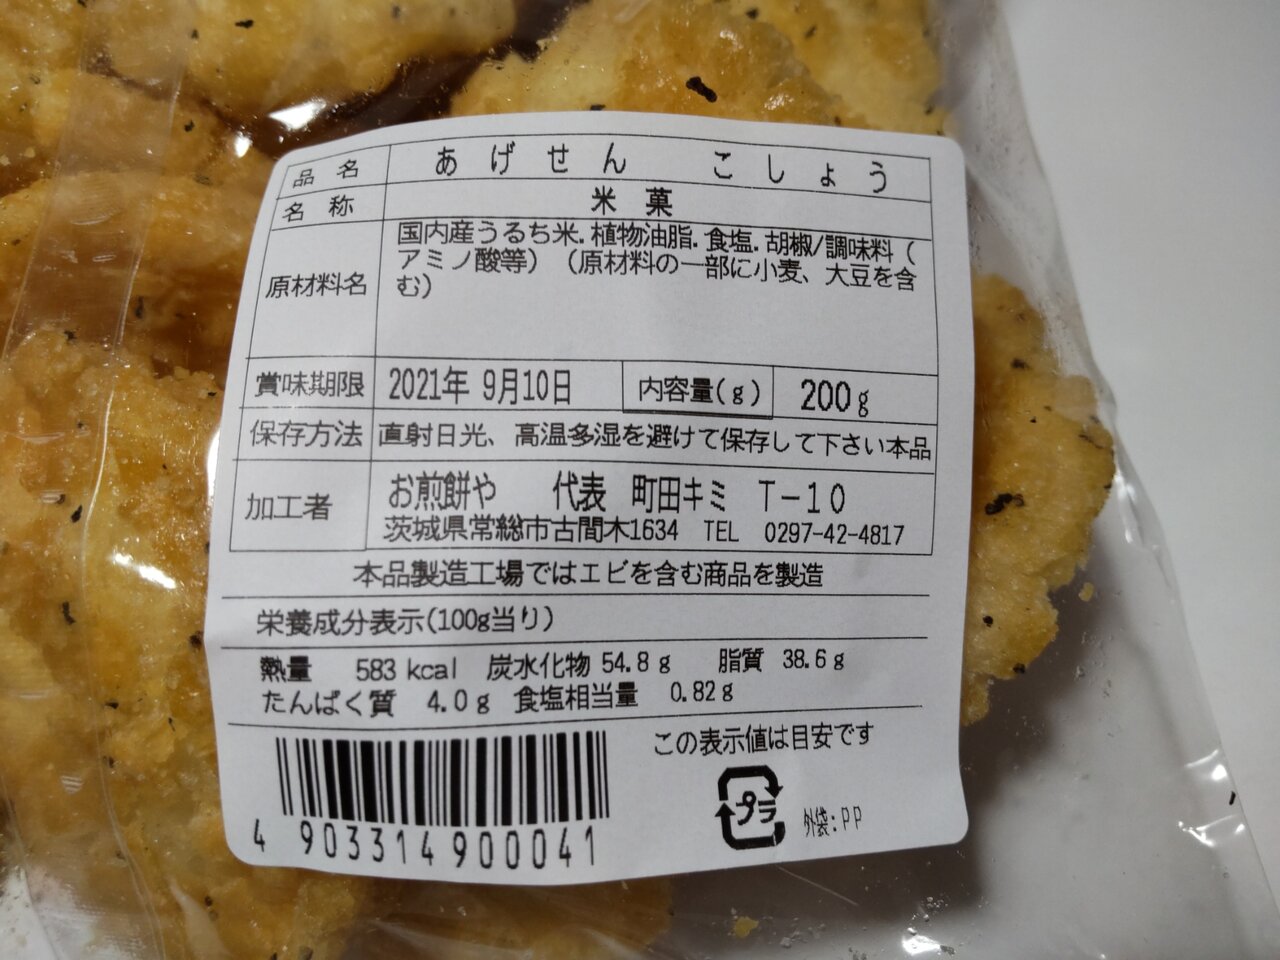 品名 あげせん こしょう
名称 米菓
原材料名 国内産うるち米.植物油脂.食塩.胡椒/調味料(
アミノ酸等)(原材料の一部に小麦、大豆を含
む)
賞味期限 2021年 9月10日 内容量(g) 200g
保存方法 直射日光、高温多湿を避けて保存して下さい本品
加工者 お煎餅や 代表 町田キミ T-10
茨城県常総市古間木1634 TEL 0297-42-4817
本品製造工場ではエビを含む商品を製造
栄養成分表示(100g当り)
熱量 583kcal 炭水化物 54.8g 脂質 38.6g
たんぱく質 4.0g 食塩相当量 0.82g
この表示値は目安です
プラ 外袋:PP
4 903314 900041